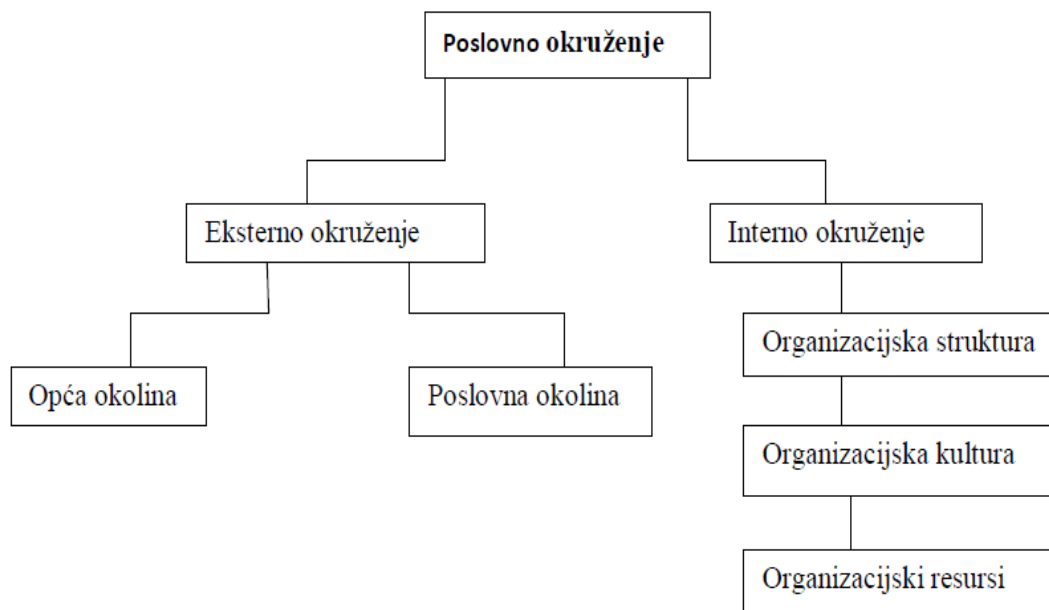 Poslovno okruženje
Eksterno okruženje
Interno okruženje
Organizacijska struktura
Opća okolina
Poslovna okolina
Organizacijska kultura
Organizacijski resursi